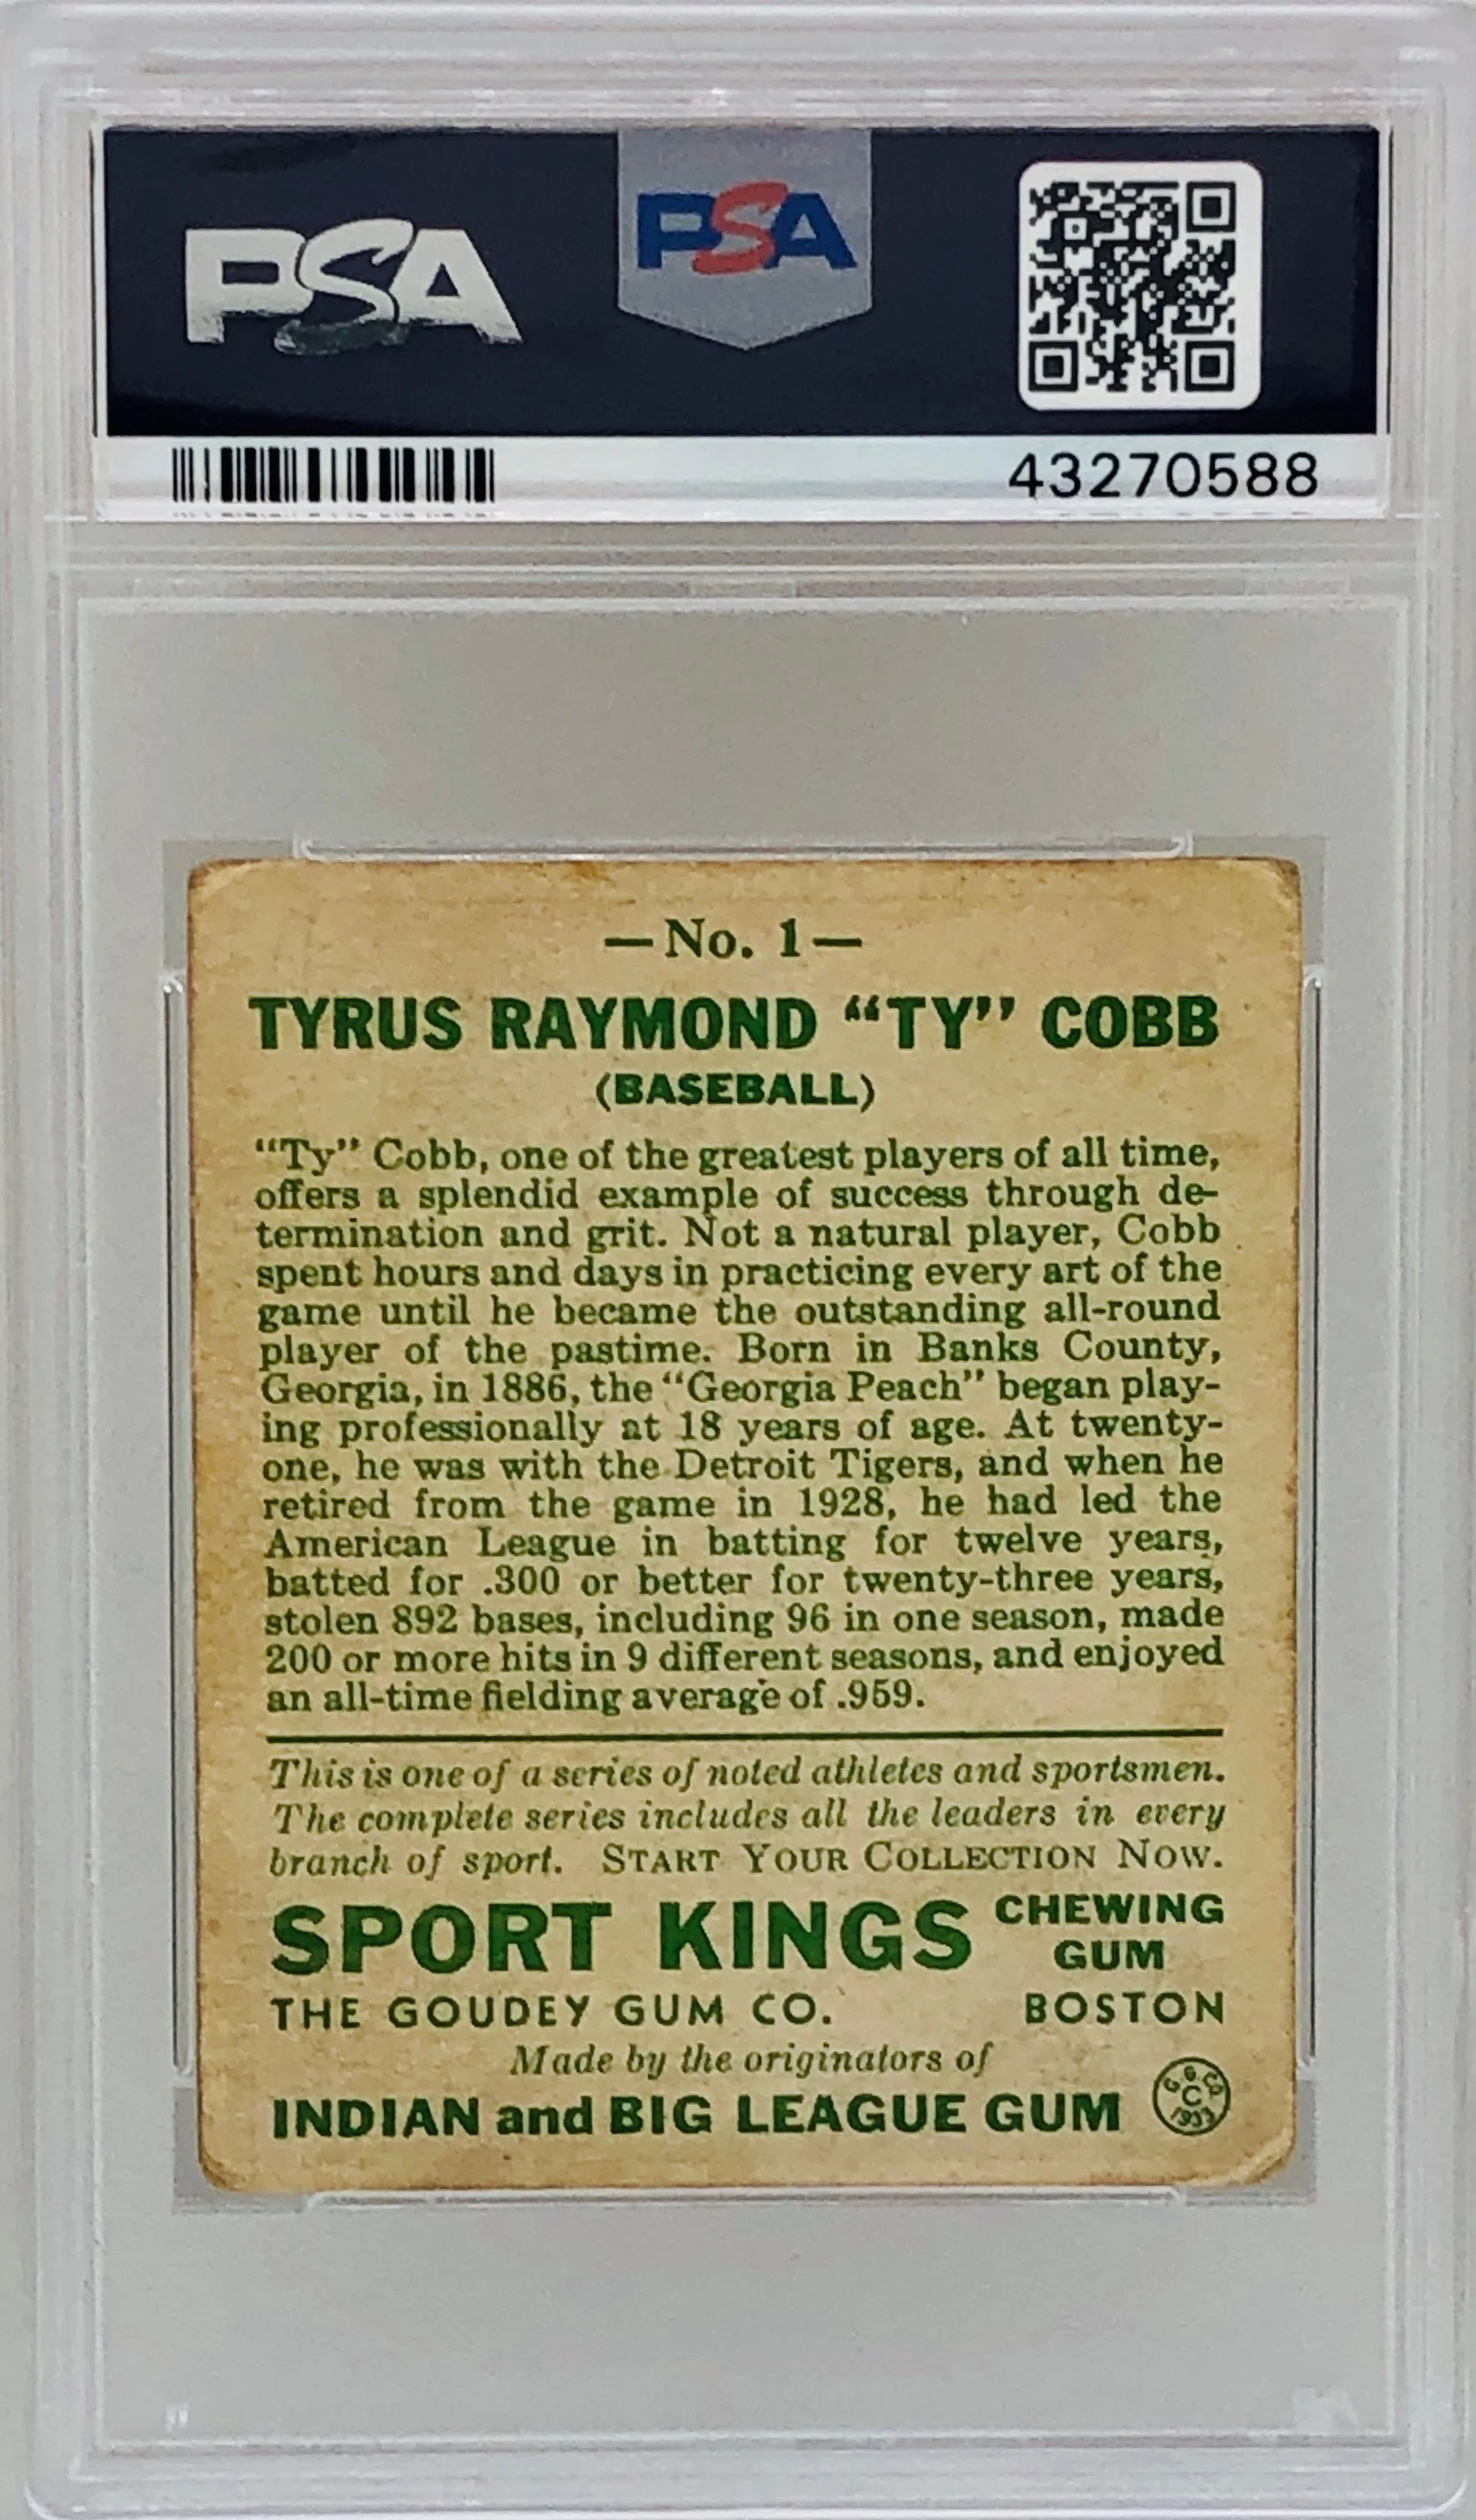 PSA
PSA
43270588
—No. 1—
TYRUS RAYMOND “TY” COBB
(BASEBALL)
“Ty” Cobb, one of the greatest players of all time,
offers a splendid example of success through de-
termination and grit. Not a natural player, Cobb
spent hours and days in practicing every art of the
game until he became the outstanding all-round
player of the pastime. Born in Banks County,
Georgia, in 1886, the “Georgia Peach” began play-
ing professionally at 18 years of age. At twenty-
one, he was with the Detroit Tigers, and when he
retired from the game in 1928, he had led the
American League in batting for twelve years,
batted for .300 or better for twenty-three years,
stolen 892 bases, including 96 in one season, made
200 or more hits in 9 different seasons, and enjoyed
an all-time fielding average of .959.
This is one of a series of noted athletes and sportsmen.
The complete series includes all the leaders in every
branch of sport. START YOUR COLLECTION NOW.
SPORT KINGS CHEWING GUM
THE GOUDEY GUM CO. BOSTON
Made by the originators of
INDIAN and BIG LEAGUE GUM
C
1933